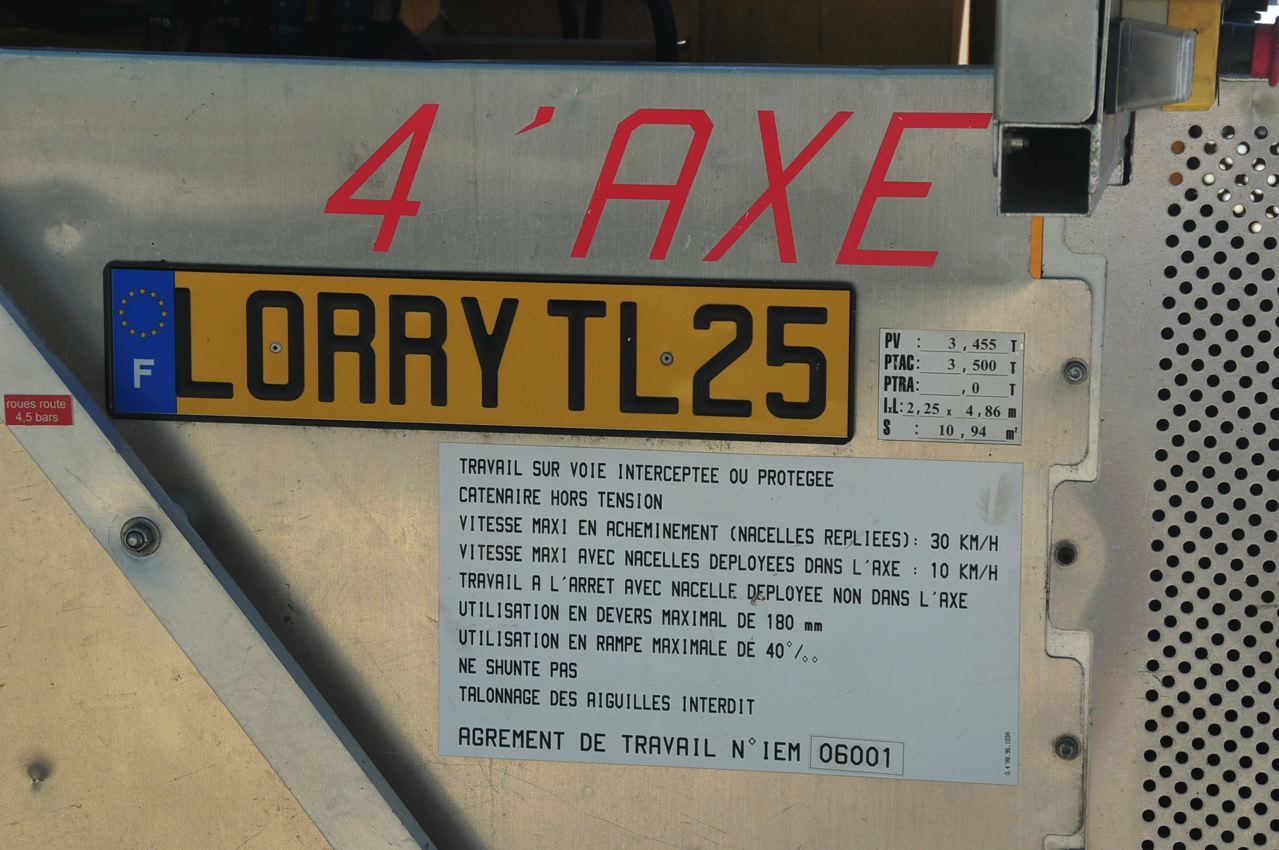 4'AXE
F
LORRY TL25
PV : 3,455 T
PTAC : 3,500 T
PTRA: ,0 T
l.L: 2,25 x 4,86 m
S : 10,94 m²
roues route
4,5 bars
TRAVAIL SUR VOIE INTERCEPTEE OU PROTEGEE
CATENAIRE HORS TENSION
VITESSE MAXI EN ACHEMINEMENT (NACELLES REPLIEES): 30 KM/H
VITESSE MAXI AVEC NACELLES DEPLOYEES DANS L'AXE : 10 KM/H
TRAVAIL A L'ARRET AVEC NACELLE DEPLOYEE NON DANS L'AXE
UTILISATION EN DEVERS MAXIMAL DE 180 mm
UTILISATION EN RAMPE MAXIMALE DE 40°/₀₀
NE SHUNTE PAS
TALONNAGE DES AIGUILLES INTERDIT
AGREMENT DE TRAVAIL N°IEM 06001